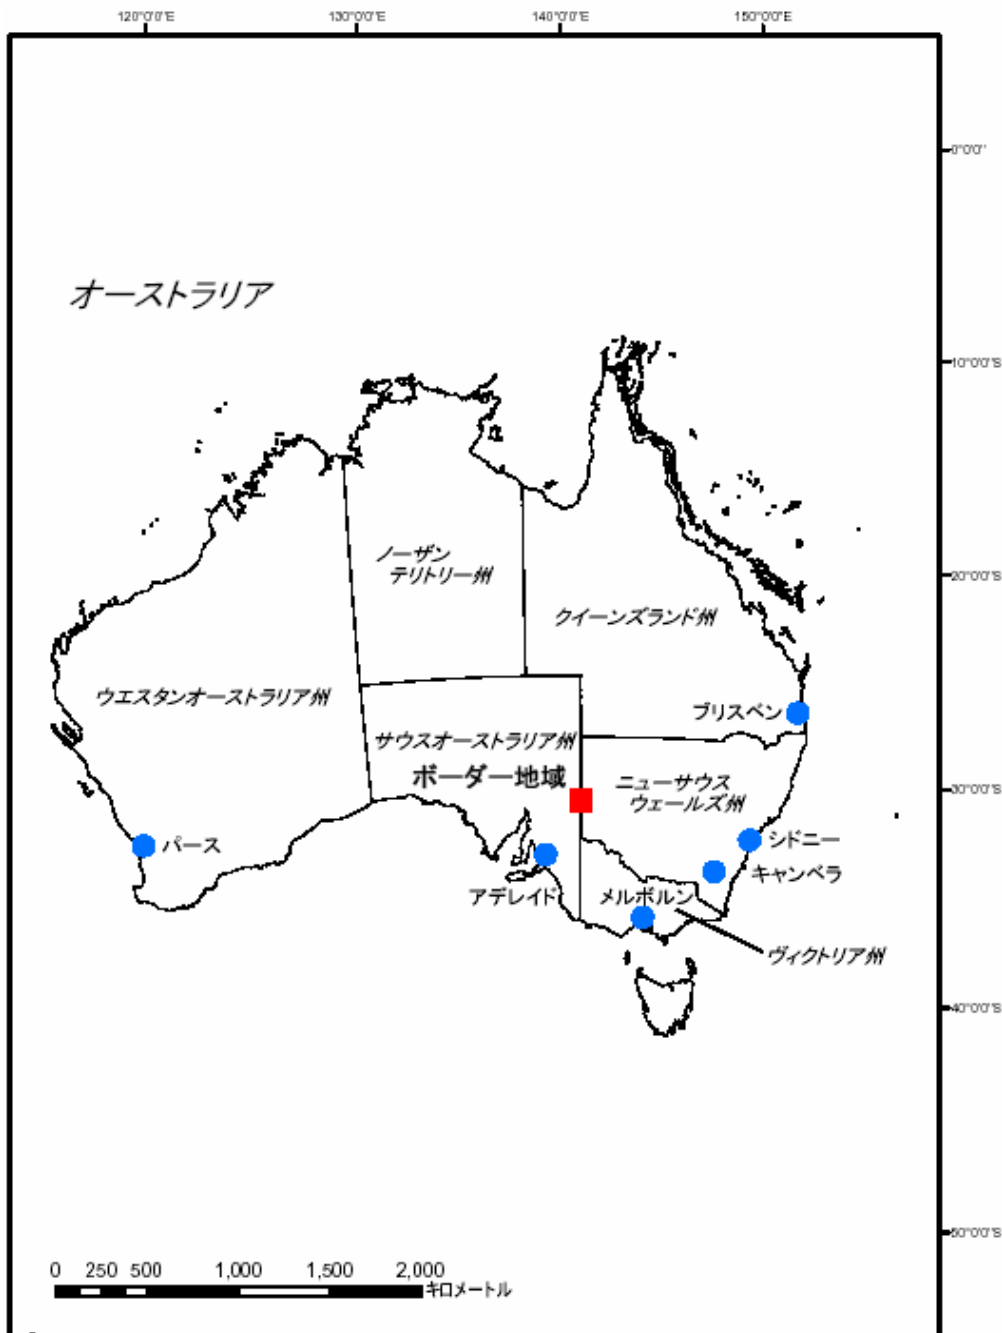 120°0'0"E 130°0'0"E 140°0'0"E 150°0'0"E
0°0'0"
オーストラリア
10°0'0"S
ノーザン
テリトリー州
20°0'0"S
クイーンズランド州
ウエスタンオーストラリア州
ブリスベン
サウスオーストラリア州
ボーダー地域
ニューサウス
ウェールズ州
30°0'0"S
パース
シドニー
キャンベラ
アデレイド
メルボルン
ヴィクトリア州
40°0'0"S
50°0'0"S
0 250 500 1,000 1,500 2,000
キロメートル